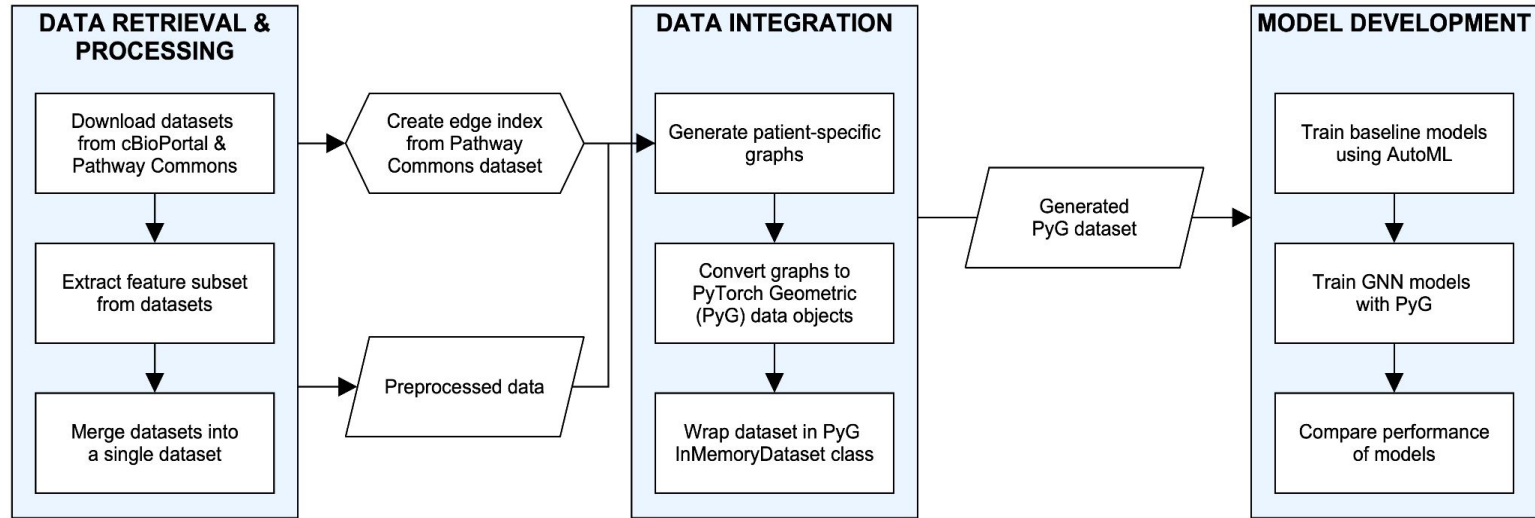 DATA RETRIEVAL &
PROCESSING
Download datasets
from cBioPortal &
Pathway Commons
Extract feature subset
from datasets
Merge datasets into
a single dataset
Create edge index
from Pathway
Commons dataset
Preprocessed data
DATA INTEGRATION
Generate patient-specific
graphs
Convert graphs to
PyTorch Geometric
(PyG) data objects
Wrap dataset in PyG
InMemoryDataset class
Generated
PyG dataset
MODEL DEVELOPMENT
Train baseline models
using AutoML
Train GNN models
with PyG
Compare performance
of models